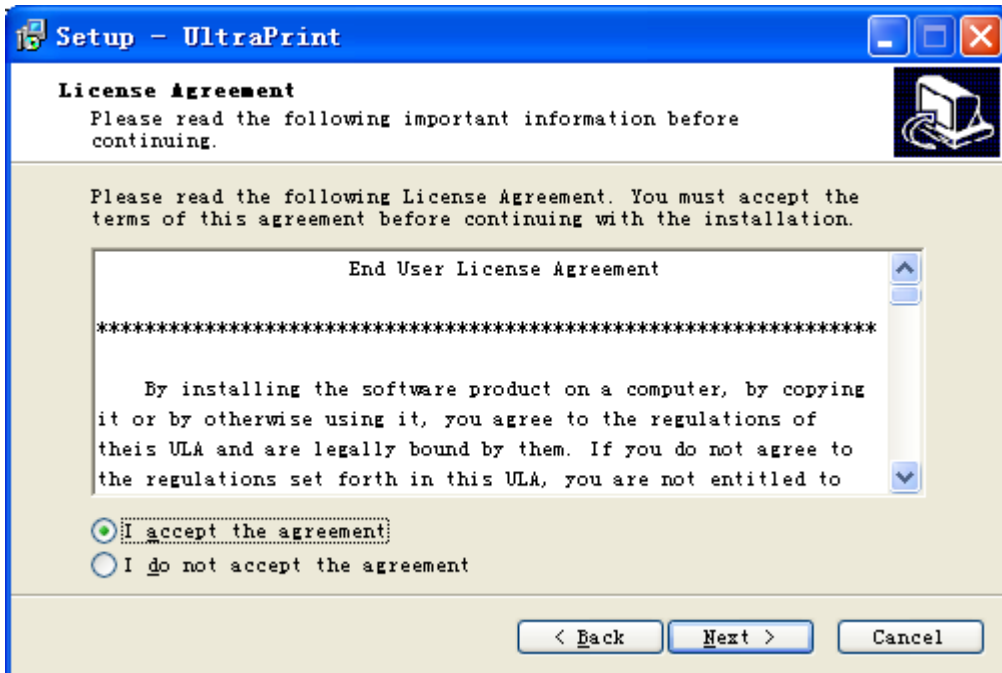 Setup - UltraPrint
License Agreement
Please read the following important information before
continuing.
Please read the following License Agreement. You must accept the
terms of this agreement before continuing with the installation.
End User License Agreement
*****************************************************************
By installing the software product on a computer, by copying
it or by otherwise using it, you agree to the regulations of
theis ULA and are legally bound by them. If you do not agree to
the regulations set forth in this ULA, you are not entitled to
I accept the agreement
I do not accept the agreement
< Back Next > Cancel